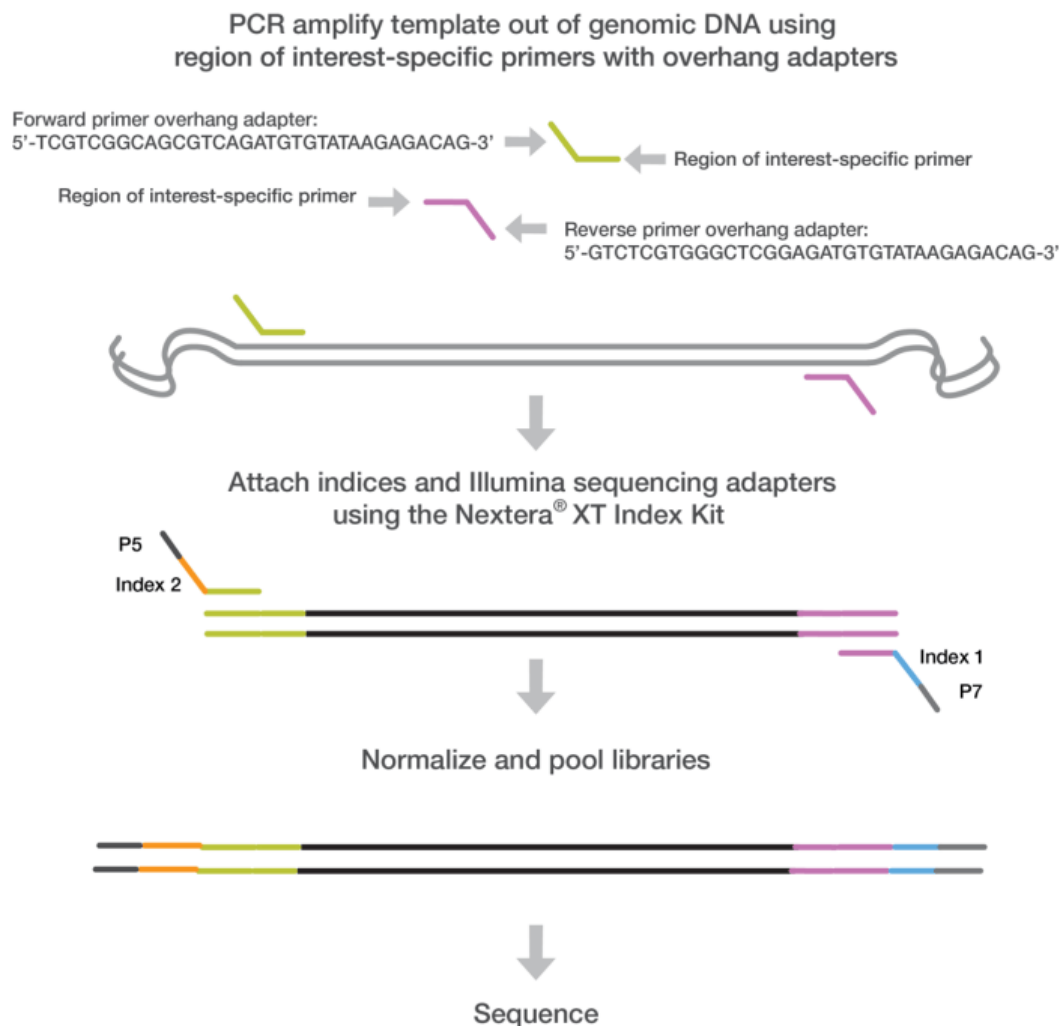 PCR amplify template out of genomic DNA using
region of interest-specific primers with overhang adapters
Forward primer overhang adapter:
5’-TCGTCGGCAGCGTCAGATGTGTATAAGAGACAG-3’
Region of interest-specific primer
Region of interest-specific primer
Reverse primer overhang adapter:
5’-GTCTCGTGGGCTCGGAGATGTGTATAAGAGACAG-3’
Attach indices and Illumina sequencing adapters
using the Nextera® XT Index Kit
P5
Index 2
Index 1
P7
Normalize and pool libraries
Sequence